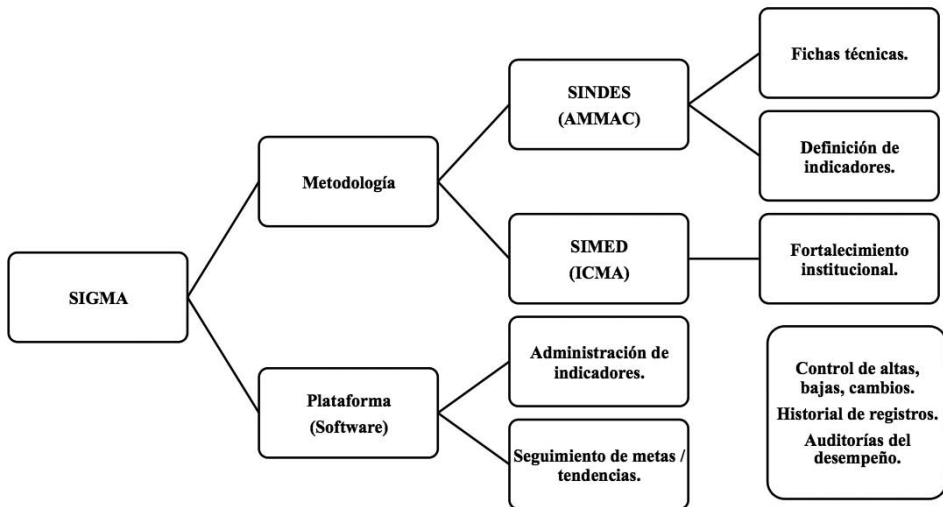 SIGMA
Metodología
Plataforma
(Software)
SINDES
(AMMAC)
SIMED
(ICMA)
Administración de
indicadores.
Seguimiento de metas /
tendencias.
Fichas técnicas.
Definición de
indicadores.
Fortalecimiento
institucional.
Control de altas,
bajas, cambios.
Historial de registros.
Auditorías del
desempeño.